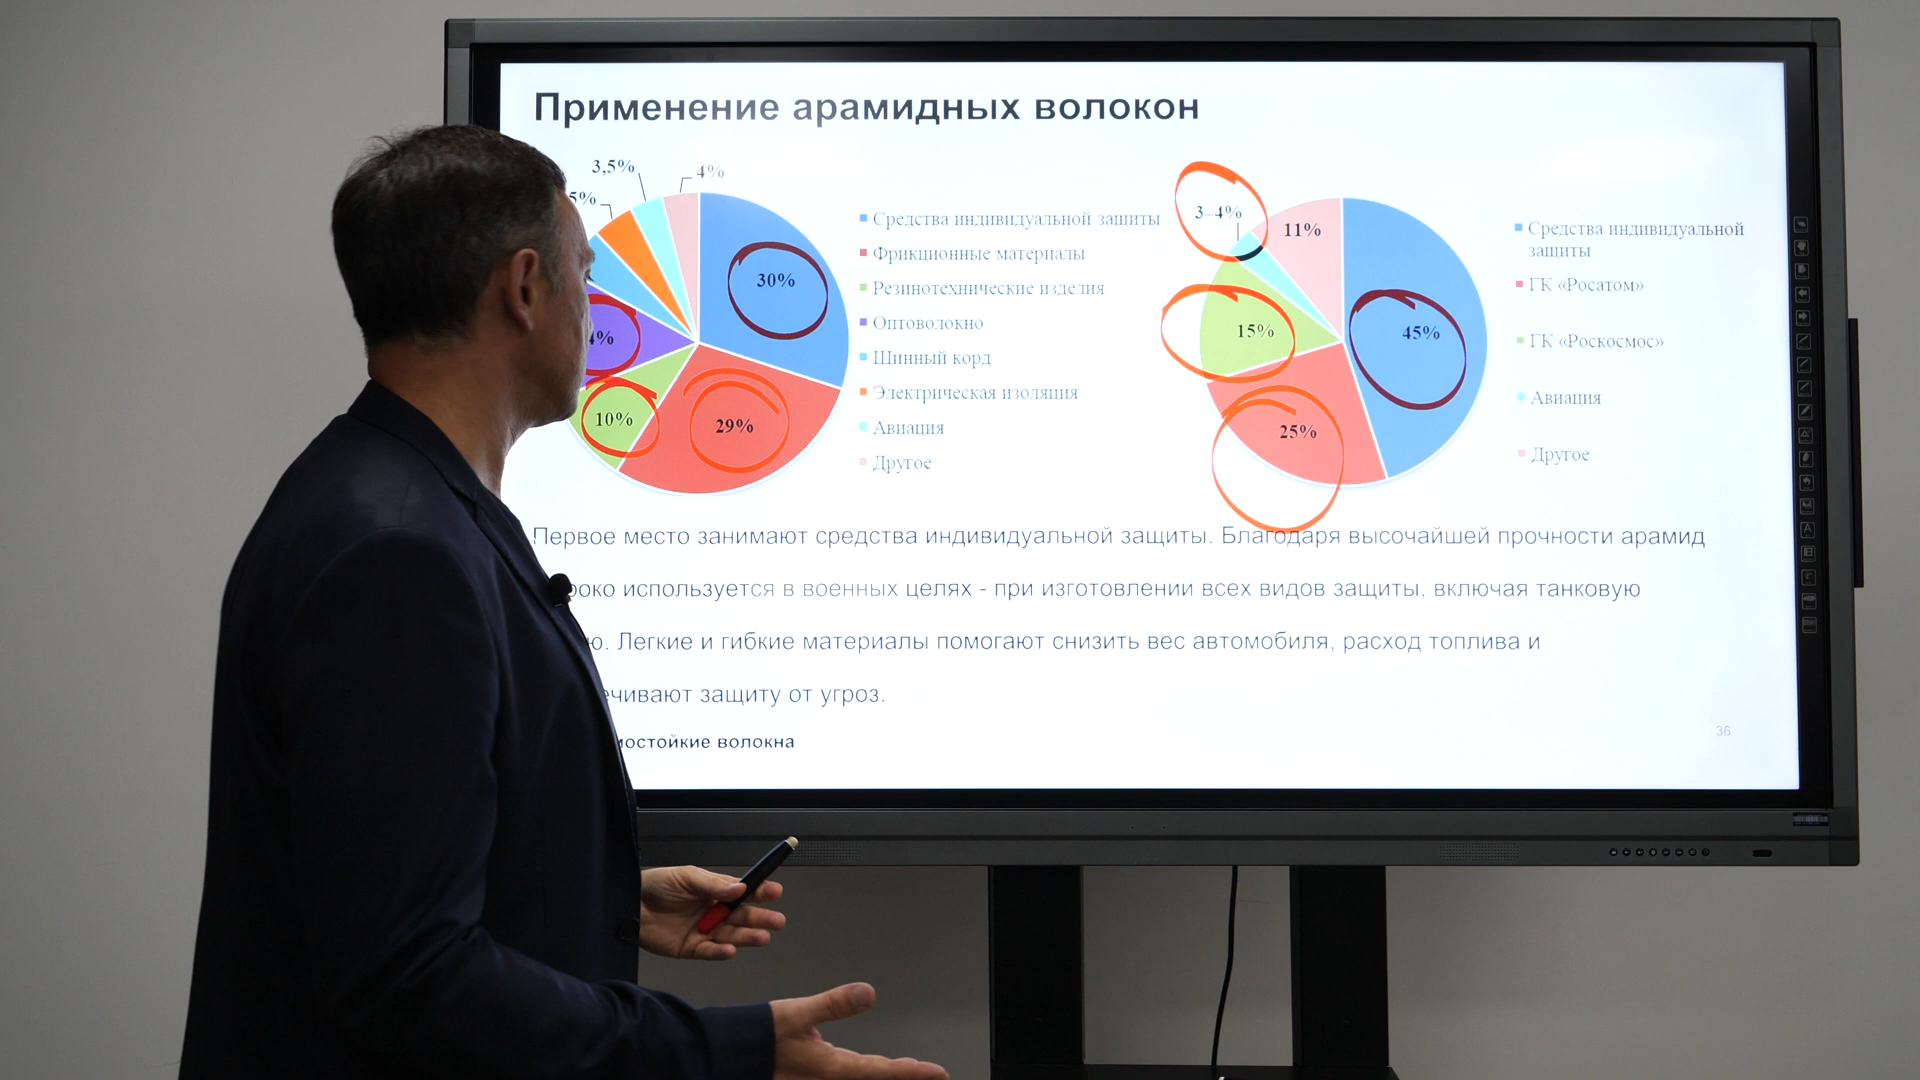 Применение арамидных волокон
3,5%
4%
5%
30%
4%
10%
29%
Средства индивидуальной защиты
Фрикционные материалы
Резинотехнические изделия
Оптоволокно
Шинный корд
Электрическая изоляция
Авиация
Другое
3–4%
11%
15%
45%
25%
Средства индивидуальной
защиты
ГК «Росатом»
ГК «Роскосмос»
Авиация
Другое
Первое место занимают средства индивидуальной защиты. Благодаря высочайшей прочности арамид
используется в военных целях - при изготовлении всех видов защиты, включая танковую
Легкие и гибкие материалы помогают снизить вес автомобиля, расход топлива и
защиту от угроз.
волокна
36